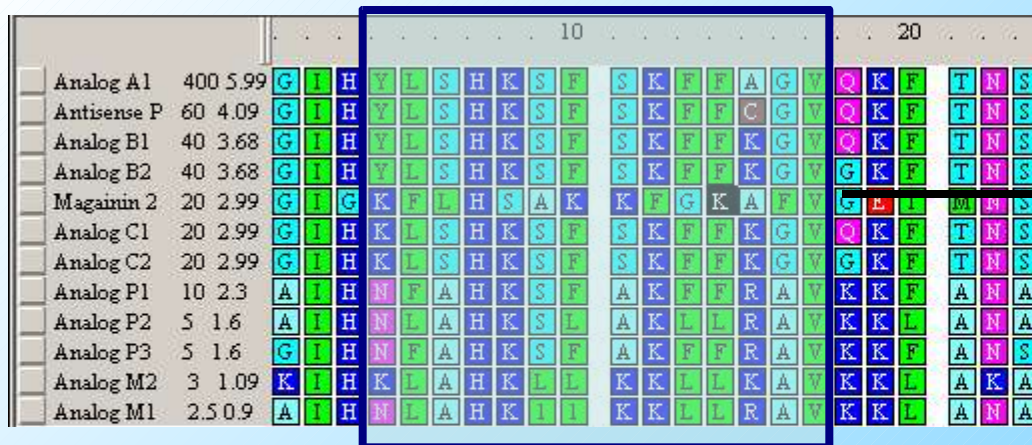 10 20
Analog A1 400 5.99 G I H Y L S H K S F S K F F A G V Q K F T N S
Antisense P 60 4.09 G I H Y L S H K S F S K F F C G V Q K F T N S
Analog B1 40 3.68 G I H Y L S H K S F S K F F K G V Q K F T N S
Analog B2 40 3.68 G I H Y L S H K S F S K F F K G V G K F T N S
Magainin 2 20 2.99 G I G K F L H S A K K F G K A F V G E I M N S
Analog C1 20 2.99 G I H K L S H K S F S K F F K G V Q K F T N S
Analog C2 20 2.99 G I H K L S H K S F S K F F K G V G K F T N S
Analog P1 10 2.3 A I H N F A H K S F A K F F R A V K K F A N A
Analog P2 5 1.6 A I H N L A H K S L A K L L R A V K K L A N A
Analog P3 5 1.6 G I H N F A H K S F A K F F R A V K K F A N S
Analog M2 3 1.09 K I H K L A H K L L K K L L K A V K K L A K A
Analog M1 2.5 0.9 A I H N L A H K 1 1 K K L L R A V K K L A N A